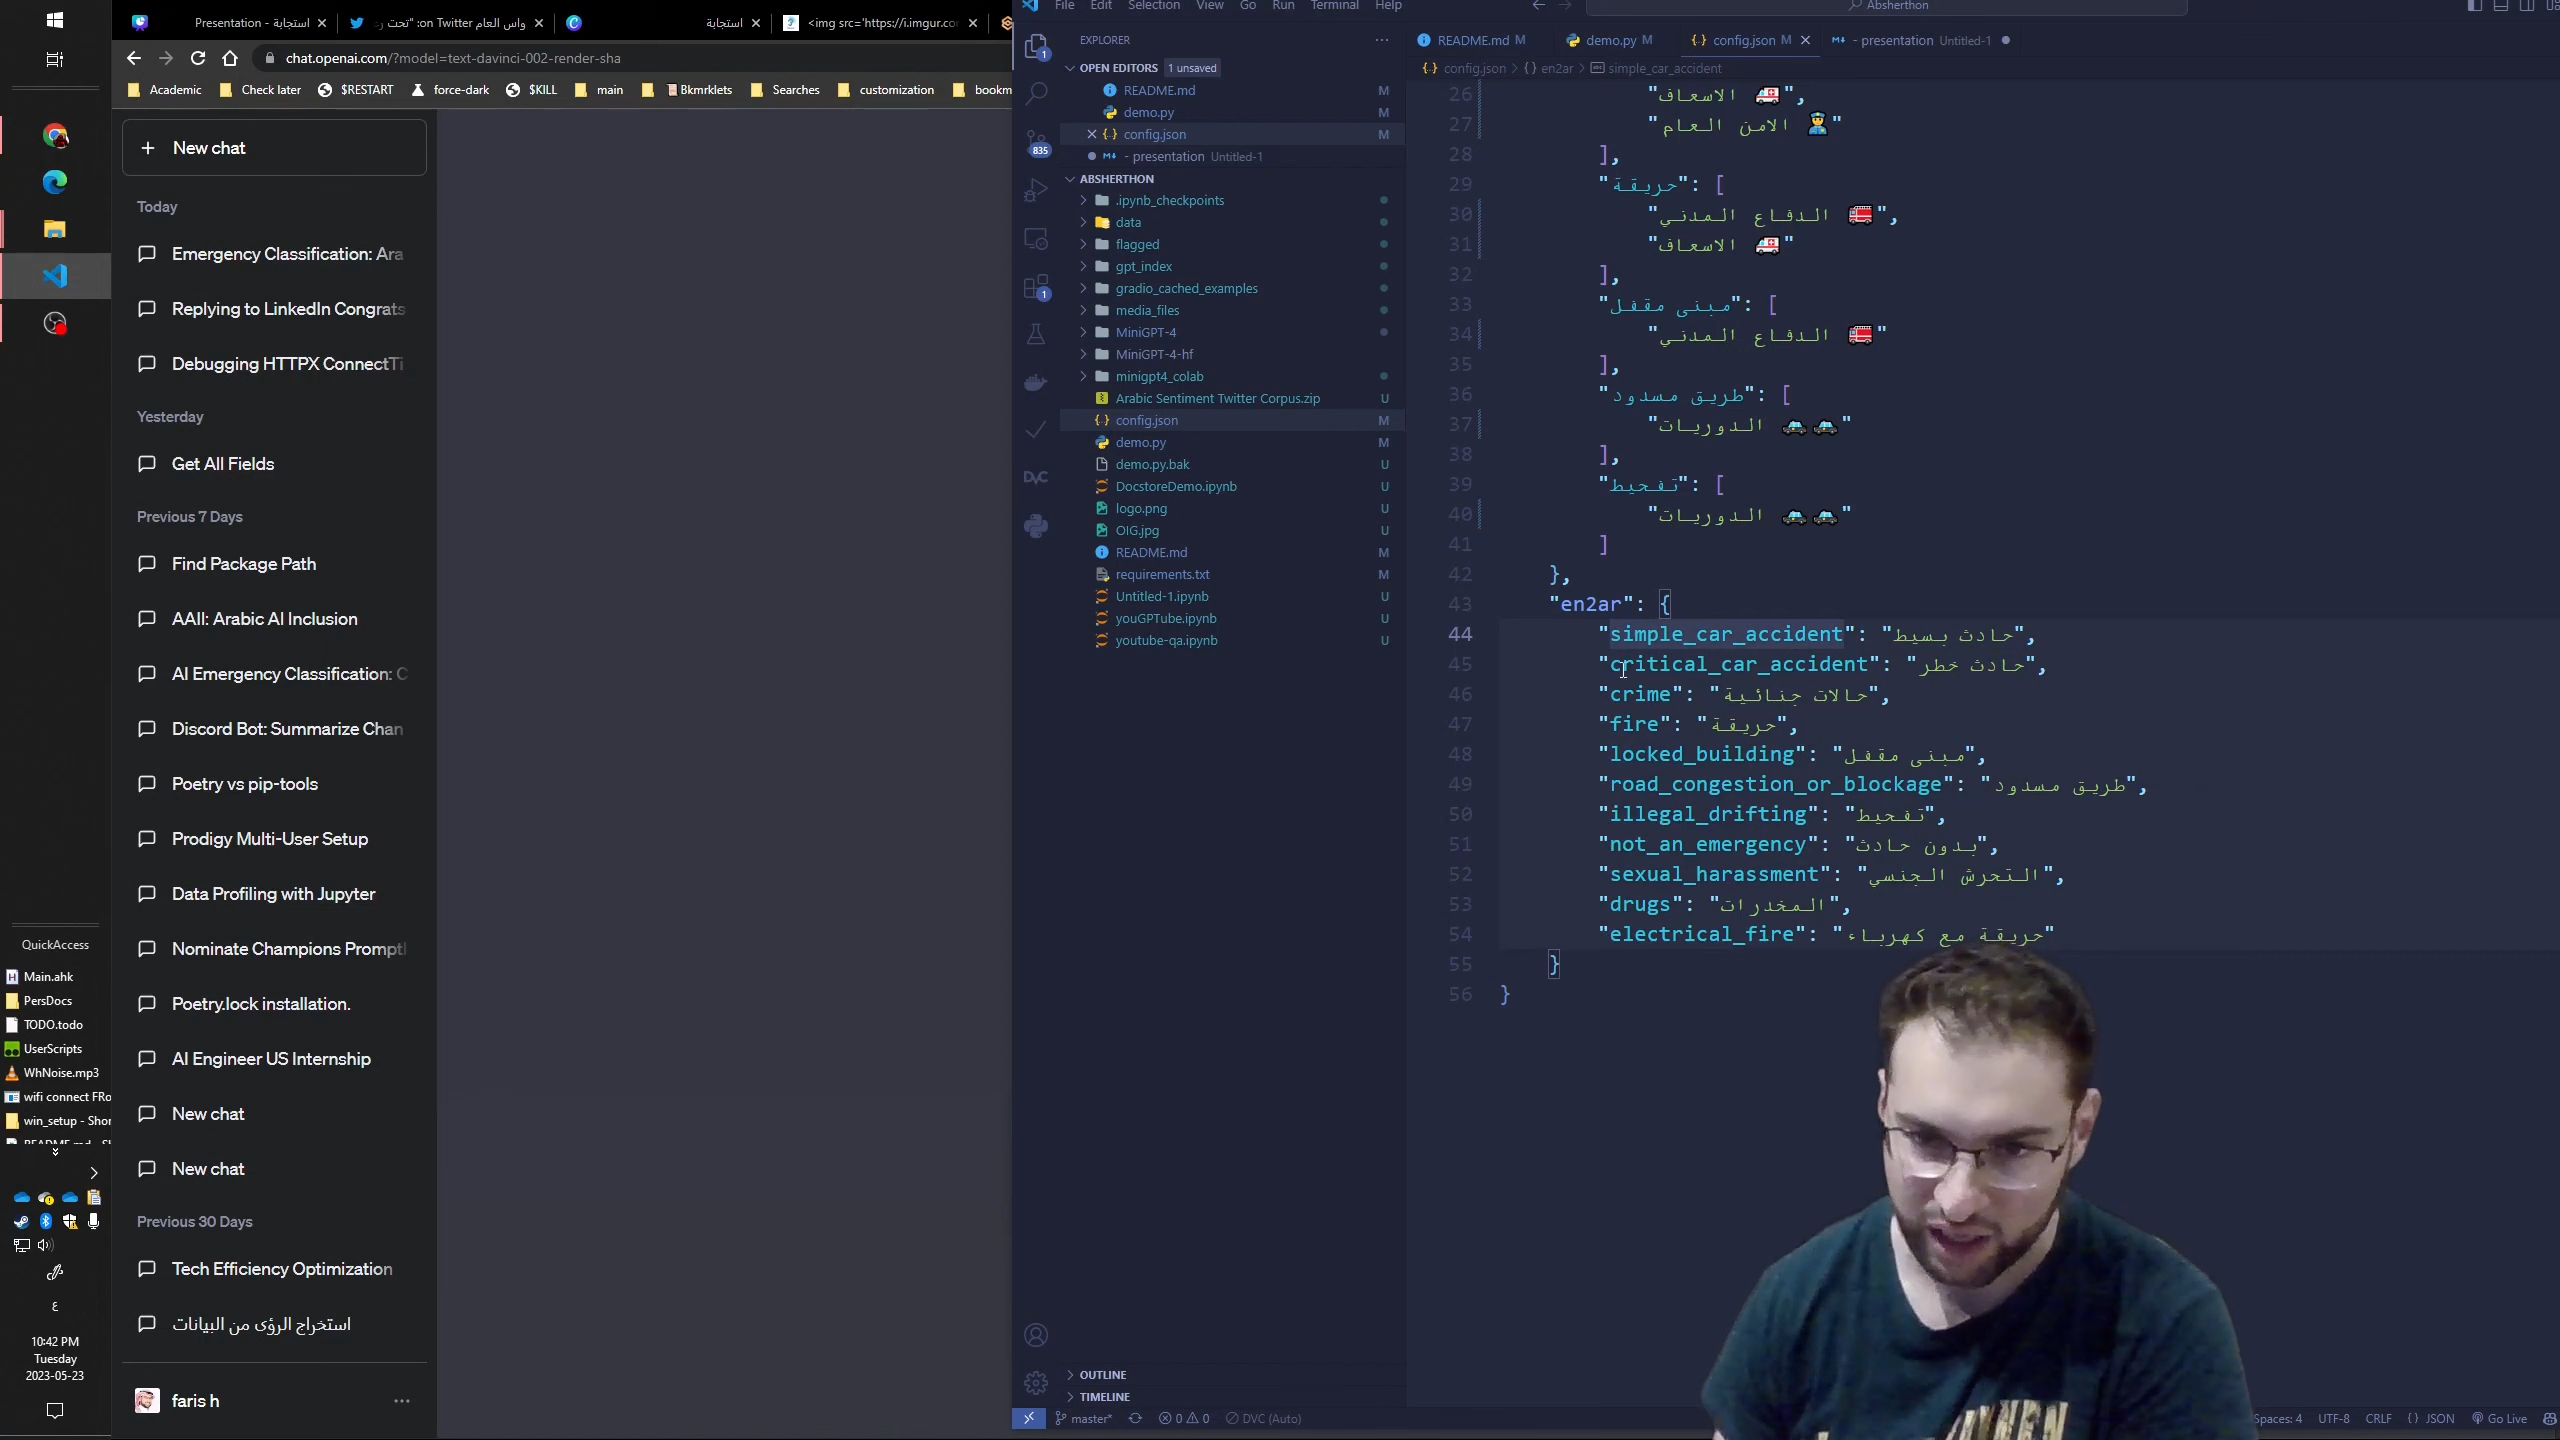 Presentation - استجابة
واس العام on Twitter: "تحت رع
استجابة
<img src='https://i.imgur.co
chat.openai.com/?model=text-davinci-002-render-sha
Academic
Check later
$RESTART
force-dark
$KILL
main
Bkmrklets
Searches
customization
bookm
New chat
Today
Emergency Classification: Ara
Replying to LinkedIn Congrats
Debugging HTTPX ConnectTi
Yesterday
Get All Fields
Previous 7 Days
Find Package Path
AAII: Arabic AI Inclusion
AI Emergency Classification: C
Discord Bot: Summarize Chan
Poetry vs pip-tools
Prodigy Multi-User Setup
Data Profiling with Jupyter
Nominate Champions Prompt
Poetry.lock installation.
AI Engineer US Internship
New chat
New chat
Previous 30 Days
Tech Efficiency Optimization
استخراج الرؤى من البيانات
faris h
QuickAccess
Main.ahk
PersDocs
TODO.todo
UserScripts
WhNoise.mp3
wifi connect FRo
win_setup - Shor
ع
10:42 PM
Tuesday
2023-05-23
File Edit Selection View Go Run Terminal Help
Absherthon
EXPLORER
OPEN EDITORS 1 unsaved
README.md M
demo.py M
config.json M
- presentation Untitled-1
ABSHERTHON
.ipynb_checkpoints
data
flagged
gpt_index
gradio_cached_examples
media_files
MiniGPT-4
MiniGPT-4-hf
minigpt4_colab
Arabic Sentiment Twitter Corpus.zip U
config.json M
demo.py M
demo.py.bak U
DocstoreDemo.ipynb U
logo.png U
OIG.jpg U
README.md M
requirements.txt M
Untitled-1.ipynb U
youGPTube.ipynb U
youtube-qa.ipynb U
OUTLINE
TIMELINE
1
835
1
DVC
README.md M
demo.py M
config.json M
- presentation Untitled-1
config.json > {} en2ar > simple_car_accident
26 "الاسعاف 🚑",
27 "الامن العام 👮"
28 ],
29 "حريقة": [
30 "الدفاع المدني 🚒",
31 "الاسعاف 🚑"
32 ],
33 "مبنى مقفل": [
34 "الدفاع المدني 🚒"
35 ],
36 "طريق مسدود": [
37 "الدوريات 🚓🚓"
38 ],
39 "تفحيط": [
40 "الدوريات 🚓🚓"
41 ]
42 },
43 "en2ar": {
44 "simple_car_accident": "حادث بسيط",
45 "critical_car_accident": "حادث خطر",
46 "crime": "حالات جنائية",
47 "fire": "حريقة",
48 "locked_building": "مبنى مقفل",
49 "road_congestion_or_blockage": "طريق مسدود",
50 "illegal_drifting": "تفحيط",
51 "not_an_emergency": "بدون حادث",
52 "sexual_harassment": "التحرش الجنسي",
53 "drugs": "المخدرات",
54 "electrical_fire": "حريقة مع كهرباء"
55 }
56 }
master* 0 0 DVC (Auto)
Spaces: 4 UTF-8 CRLF {} JSON Go Live